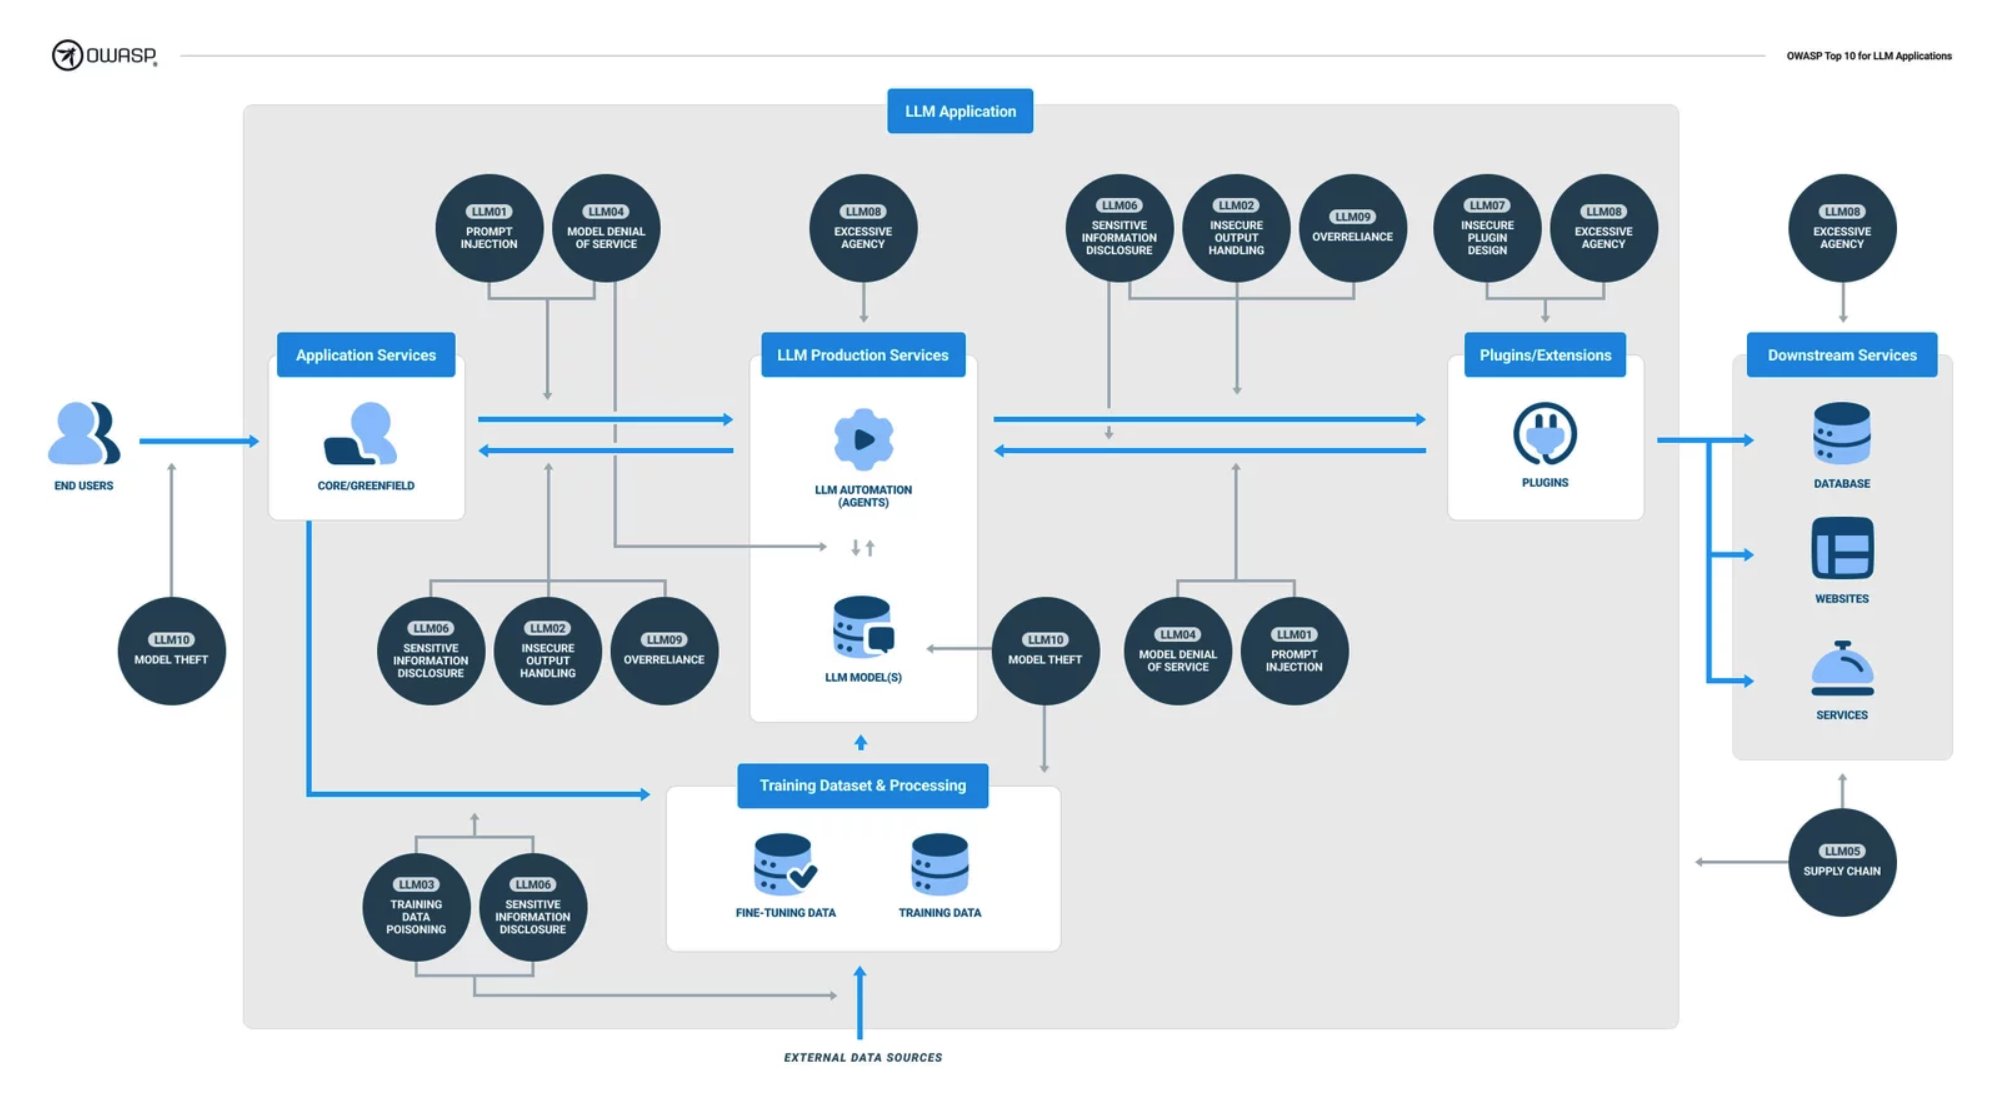 OWASP
OWASP Top 10 for LLM Applications
LLM Application
LLM01
PROMPT
INJECTION
LLM04
MODEL DENIAL
OF SERVICE
LLM08
EXCESSIVE
AGENCY
LLM06
SENSITIVE
INFORMATION
DISCLOSURE
LLM02
INSECURE
OUTPUT
HANDLING
LLM09
OVERRELIANCE
LLM07
INSECURE
PLUGIN
DESIGN
LLM08
EXCESSIVE
AGENCY
LLM08
EXCESSIVE
AGENCY
Application Services
LLM Production Services
Plugins/Extensions
Downstream Services
END USERS
CORE/GREENFIELD
LLM AUTOMATION
(AGENTS)
PLUGINS
DATABASE
WEBSITES
SERVICES
LLM10
MODEL THEFT
LLM06
SENSITIVE
INFORMATION
DISCLOSURE
LLM02
INSECURE
OUTPUT
HANDLING
LLM09
OVERRELIANCE
LLM MODEL(S)
LLM10
MODEL THEFT
LLM04
MODEL DENIAL
OF SERVICE
LLM01
PROMPT
INJECTION
Training Dataset & Processing
FINE-TUNING DATA
TRAINING DATA
LLM03
TRAINING
DATA
POISONING
LLM06
SENSITIVE
INFORMATION
DISCLOSURE
LLM05
SUPPLY CHAIN
EXTERNAL DATA SOURCES